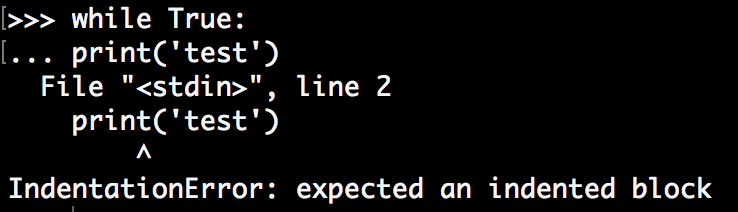 >>> while True:
... print('test')
  File "<stdin>", line 2
    print('test')
        ^
IndentationError: expected an indented block